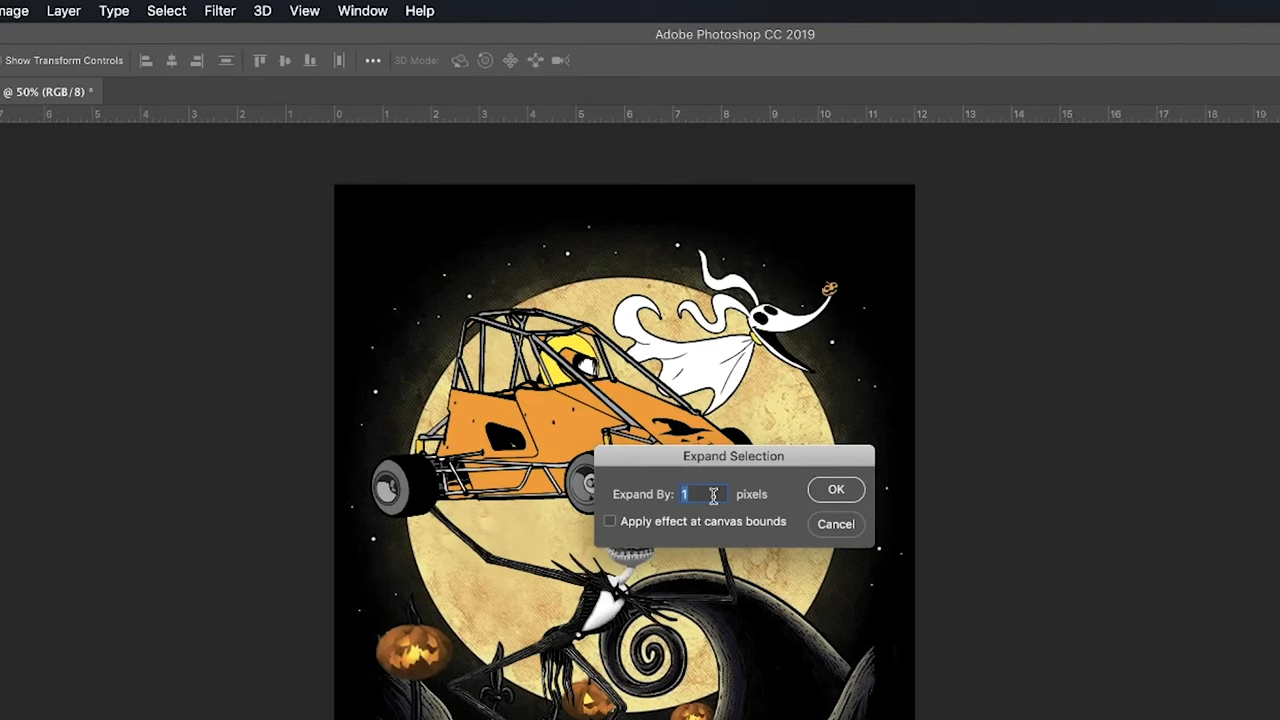 mage Layer Type Select Filter 3D View Window Help
Adobe Photoshop CC 2019
Show Transform Controls ••• 3D Mode:
@ 50% (RGB/8) *
7 6 5 4 3 2 1 0 1 2 3 4 5 6 7 8 9 10 11 12 13 14 15 16 17 18 19
Expand Selection
Expand By: 1 pixels OK
Apply effect at canvas bounds Cancel